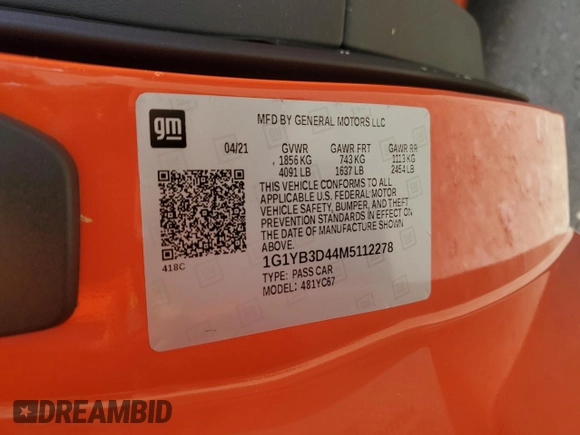 gm
MFD BY GENERAL MOTORS LLC
04/21 GVWR GAWR FRT GAWR RR
1856 KG 743 KG 1113 KG
4091 LB 1637 LB 2454 LB
THIS VEHICLE CONFORMS TO ALL
APPLICABLE U.S. FEDERAL MOTOR
VEHICLE SAFETY, BUMPER, AND THEFT
PREVENTION STANDARDS IN EFFECT ON
THE DATE OF MANUFACTURE SHOWN
ABOVE.
418C
1G1YB3D44M5112278
TYPE: PASS CAR
MODEL: 481YC67
DREAMBID